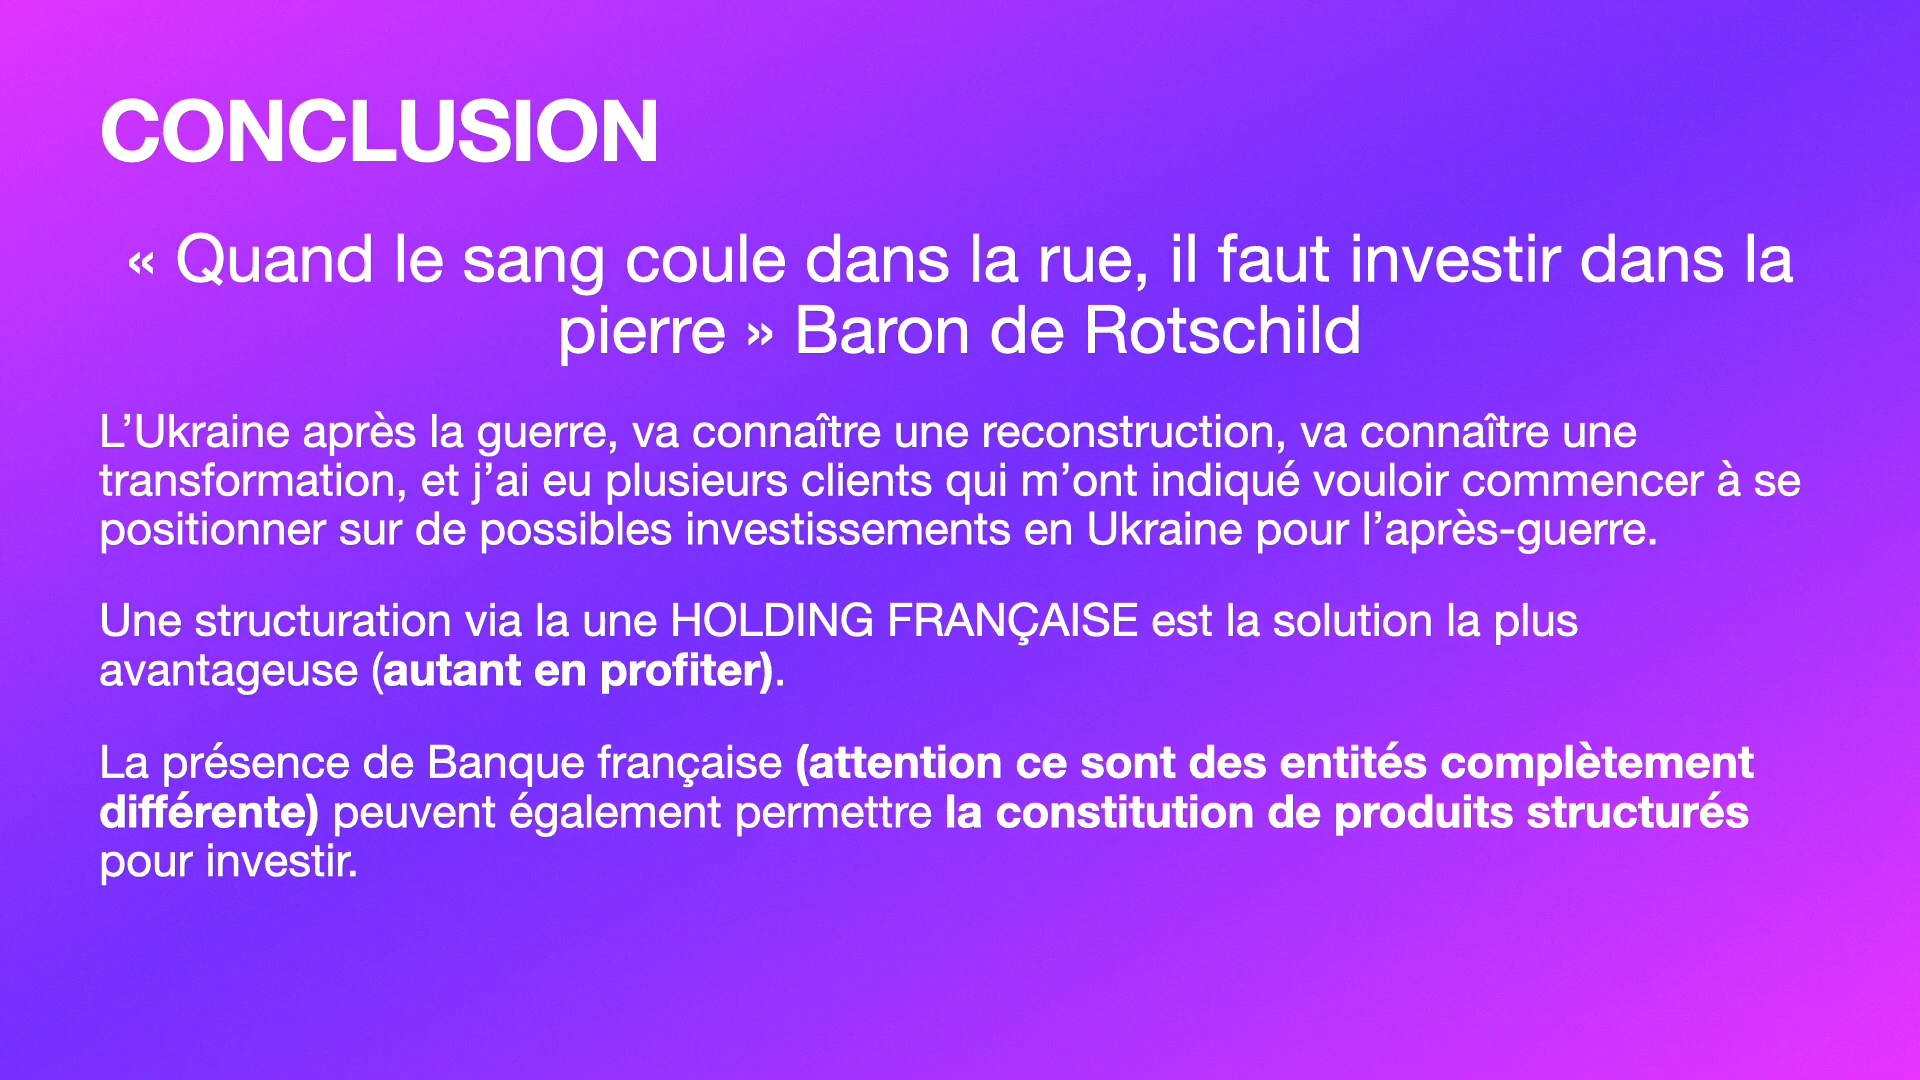 CONCLUSION
« Quand le sang coule dans la rue, il faut investir dans la
pierre » Baron de Rotschild
L’Ukraine après la guerre, va connaître une reconstruction, va connaître une
transformation, et j’ai eu plusieurs clients qui m’ont indiqué vouloir commencer à se
positionner sur de possibles investissements en Ukraine pour l’après-guerre.
Une structuration via la une HOLDING FRANÇAISE est la solution la plus
avantageuse (autant en profiter).
La présence de Banque française (attention ce sont des entités complètement
différente) peuvent également permettre la constitution de produits structurés
pour investir.